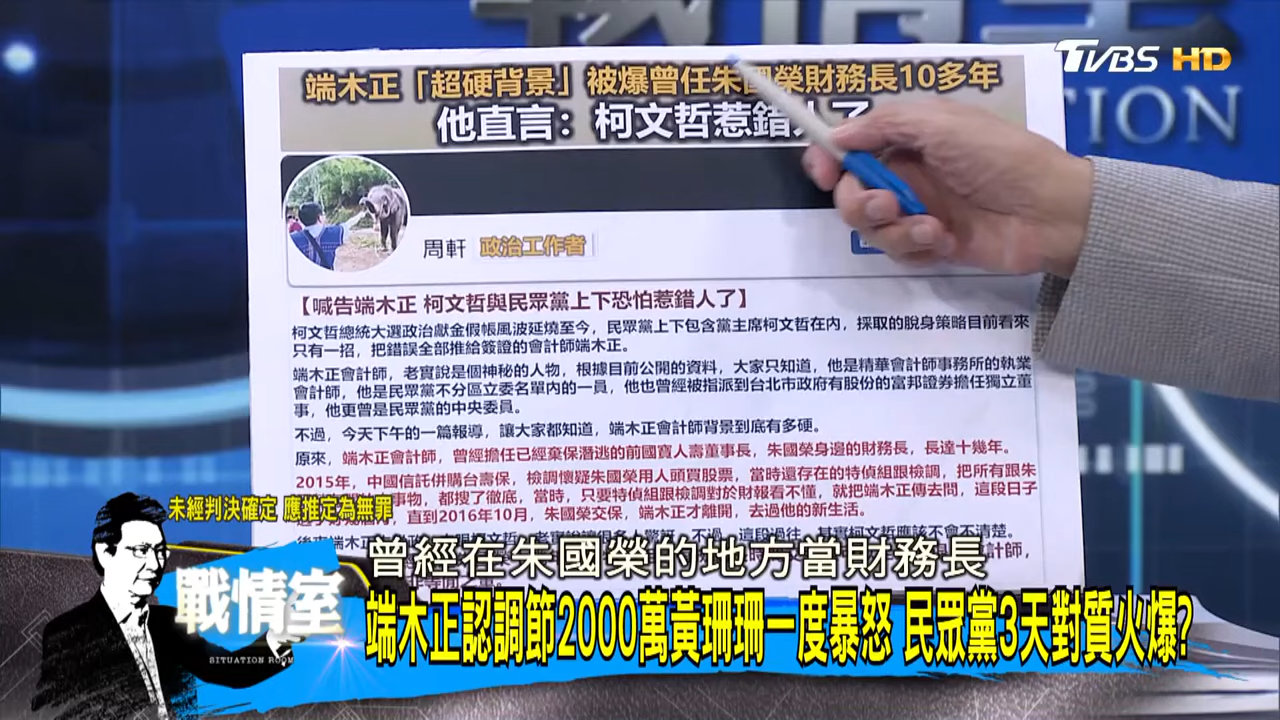 戰情室
TVBS HD
TION
端木正「超硬背景」被爆曾任朱國榮財務長10多年
他直言：柯文哲惹錯人了
周軒 政治工作者
【喊告端木正 柯文哲與民眾黨上下恐怕惹錯人了】
柯文哲總統大選政治獻金假帳風波延燒至今，民眾黨上下包含黨主席柯文哲在內，採取的脫身策略目前看來
只有一招，把錯誤全部推給簽證的會計師端木正。
端木正會計師，老實說是個神秘的人物，根據目前公開的資料，大家只知道，他是精華會計師事務所的執業
會計師，他是民眾黨不分區立委名單內的一員，他也曾經被指派到台北市政府有股份的富邦證券擔任獨立董
事，他更曾是民眾黨的中央委員。
不過，今天下午的一篇報導，讓大家都知道，端木正會計師背景到底有多硬。
原來，端木正會計師，曾經擔任已經棄保潛逃的前國寶人壽董事長，朱國榮身邊的財務長，長達十幾年。
2015年，中國信託併購台壽保，檢調懷疑朱國榮用人頭買股票，當時還存在的特偵組跟檢調，把所有跟朱
事物，都搜了徹底，當時，只要特偵組跟檢調對於財報看不懂，就把端木正傳去問，這段日子
直到2016年10月，朱國榮交保，端木正才離開，去過他的新生活。
未經判決確定 應推定為無罪
曾經在朱國榮的地方當財務長
戰情室
SITUATION ROOM
端木正認調節2000萬黃珊珊一度暴怒 民眾黨3天對質火爆?